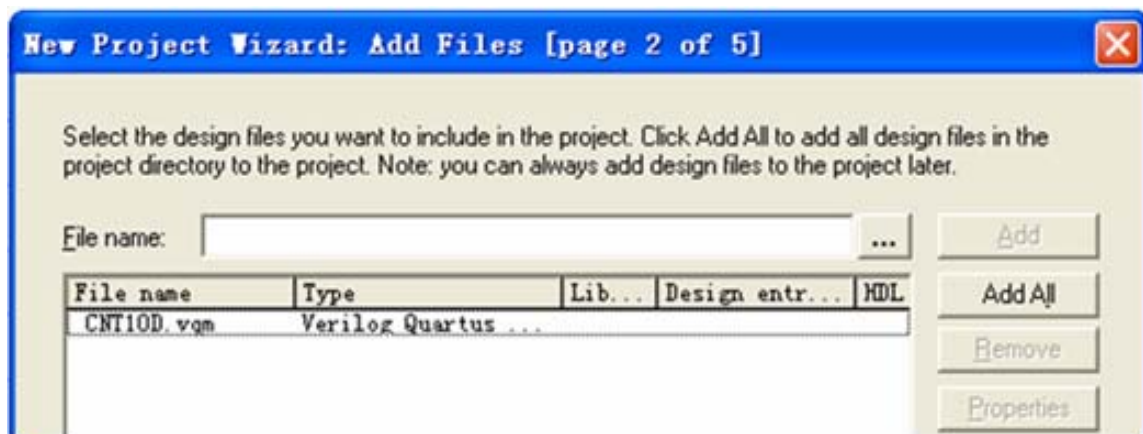 New Project Wizard: Add Files [page 2 of 5]
Select the design files you want to include in the project. Click Add All to add all design files in the
project directory to the project. Note: you can always add design files to the project later.
File name: ... Add
File name Type Lib... Design entr... HDL Add All
CNT10D.vqm Verilog Quartus ...
Remove
Properties